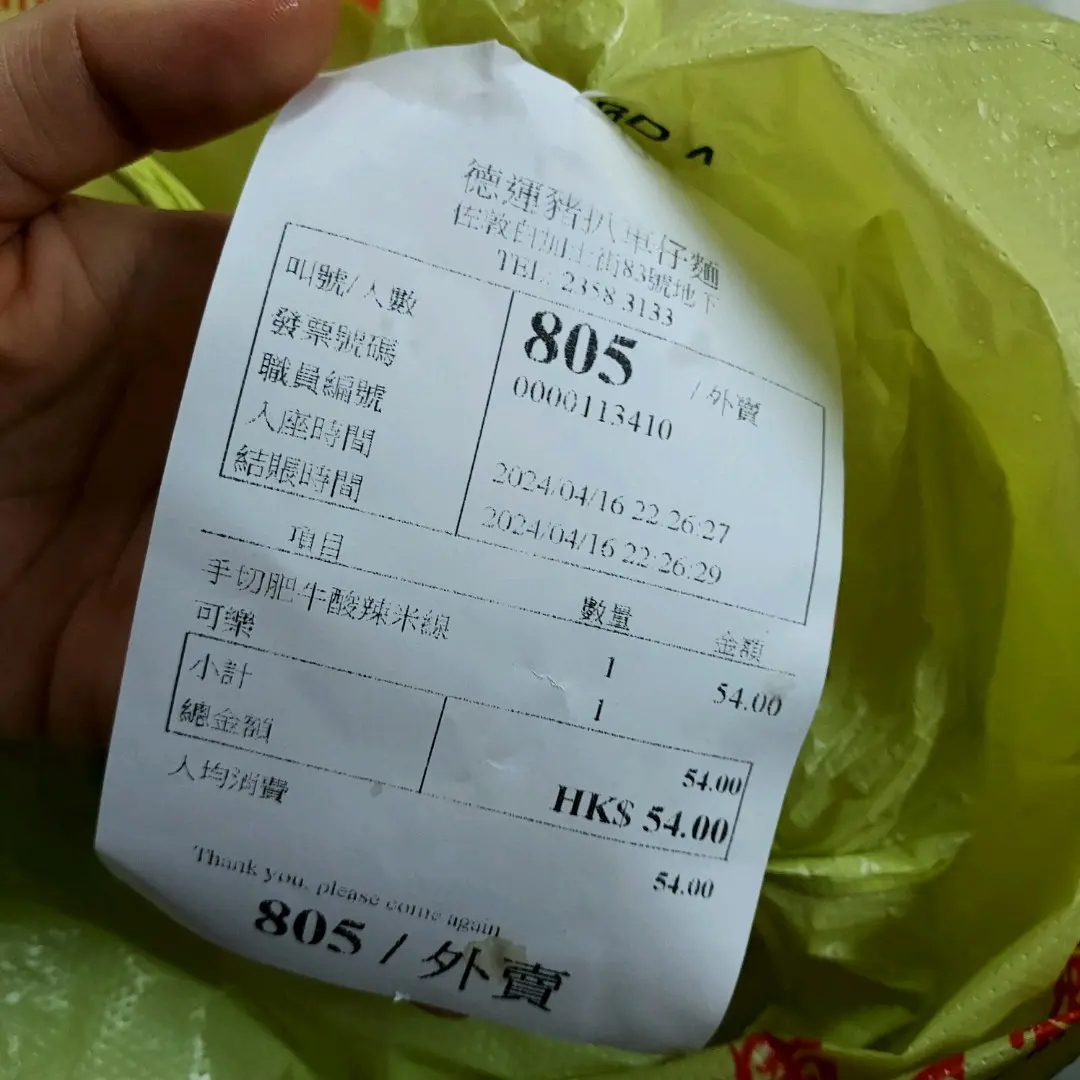 德運豬扒車仔麵
佐敦白加士街83號地下
TEL: 2358 3133
叫號/人數 805 /外賣
發票號碼 0000113410
職員編號
入座時間 2024/04/16 22:26:27
結賬時間 2024/04/16 22:26:29
項目 數量 金額
手切肥牛酸辣米線 1 54.00
可樂 1
小計 54.00
總金額 HK$ 54.00
人均消費 54.00
Thank you, please come again
805 / 外賣